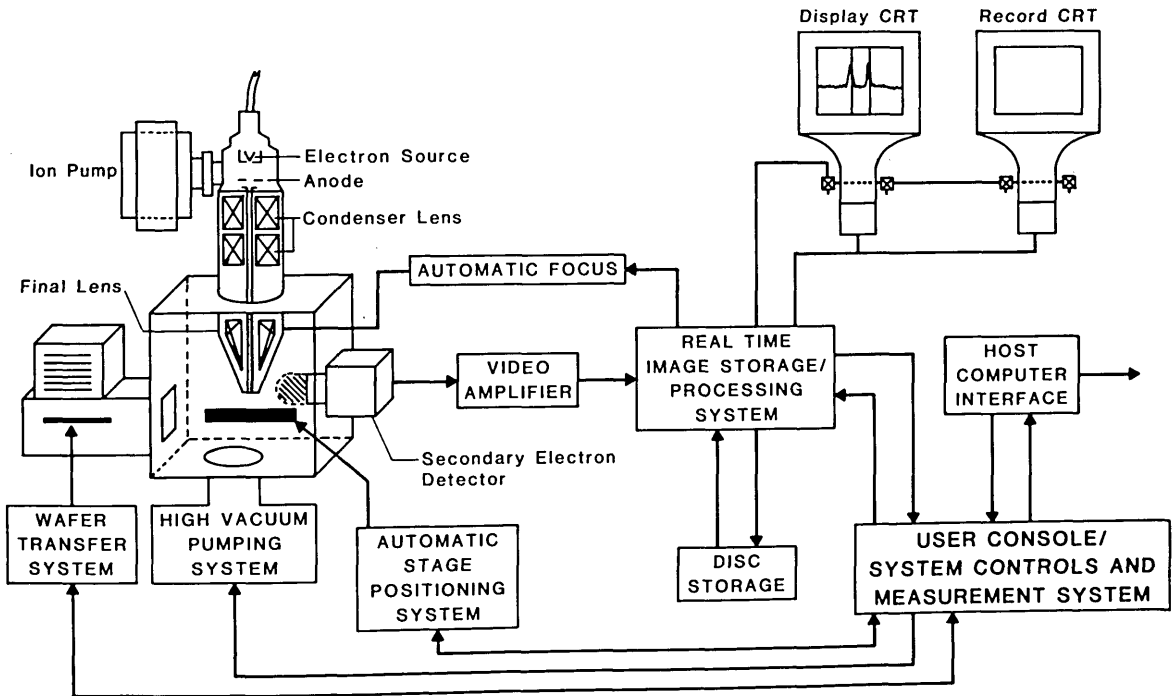 Display CRT
Record CRT
Ion Pump
Electron Source
Anode
Condenser Lens
Final Lens
AUTOMATIC FOCUS
VIDEO
AMPLIFIER
REAL TIME
IMAGE STORAGE/
PROCESSING
SYSTEM
HOST
COMPUTER
INTERFACE
Secondary Electron
Detector
WAFER
TRANSFER
SYSTEM
HIGH VACUUM
PUMPING
SYSTEM
AUTOMATIC
STAGE
POSITIONING
SYSTEM
DISC
STORAGE
USER CONSOLE/
SYSTEM CONTROLS AND
MEASUREMENT SYSTEM